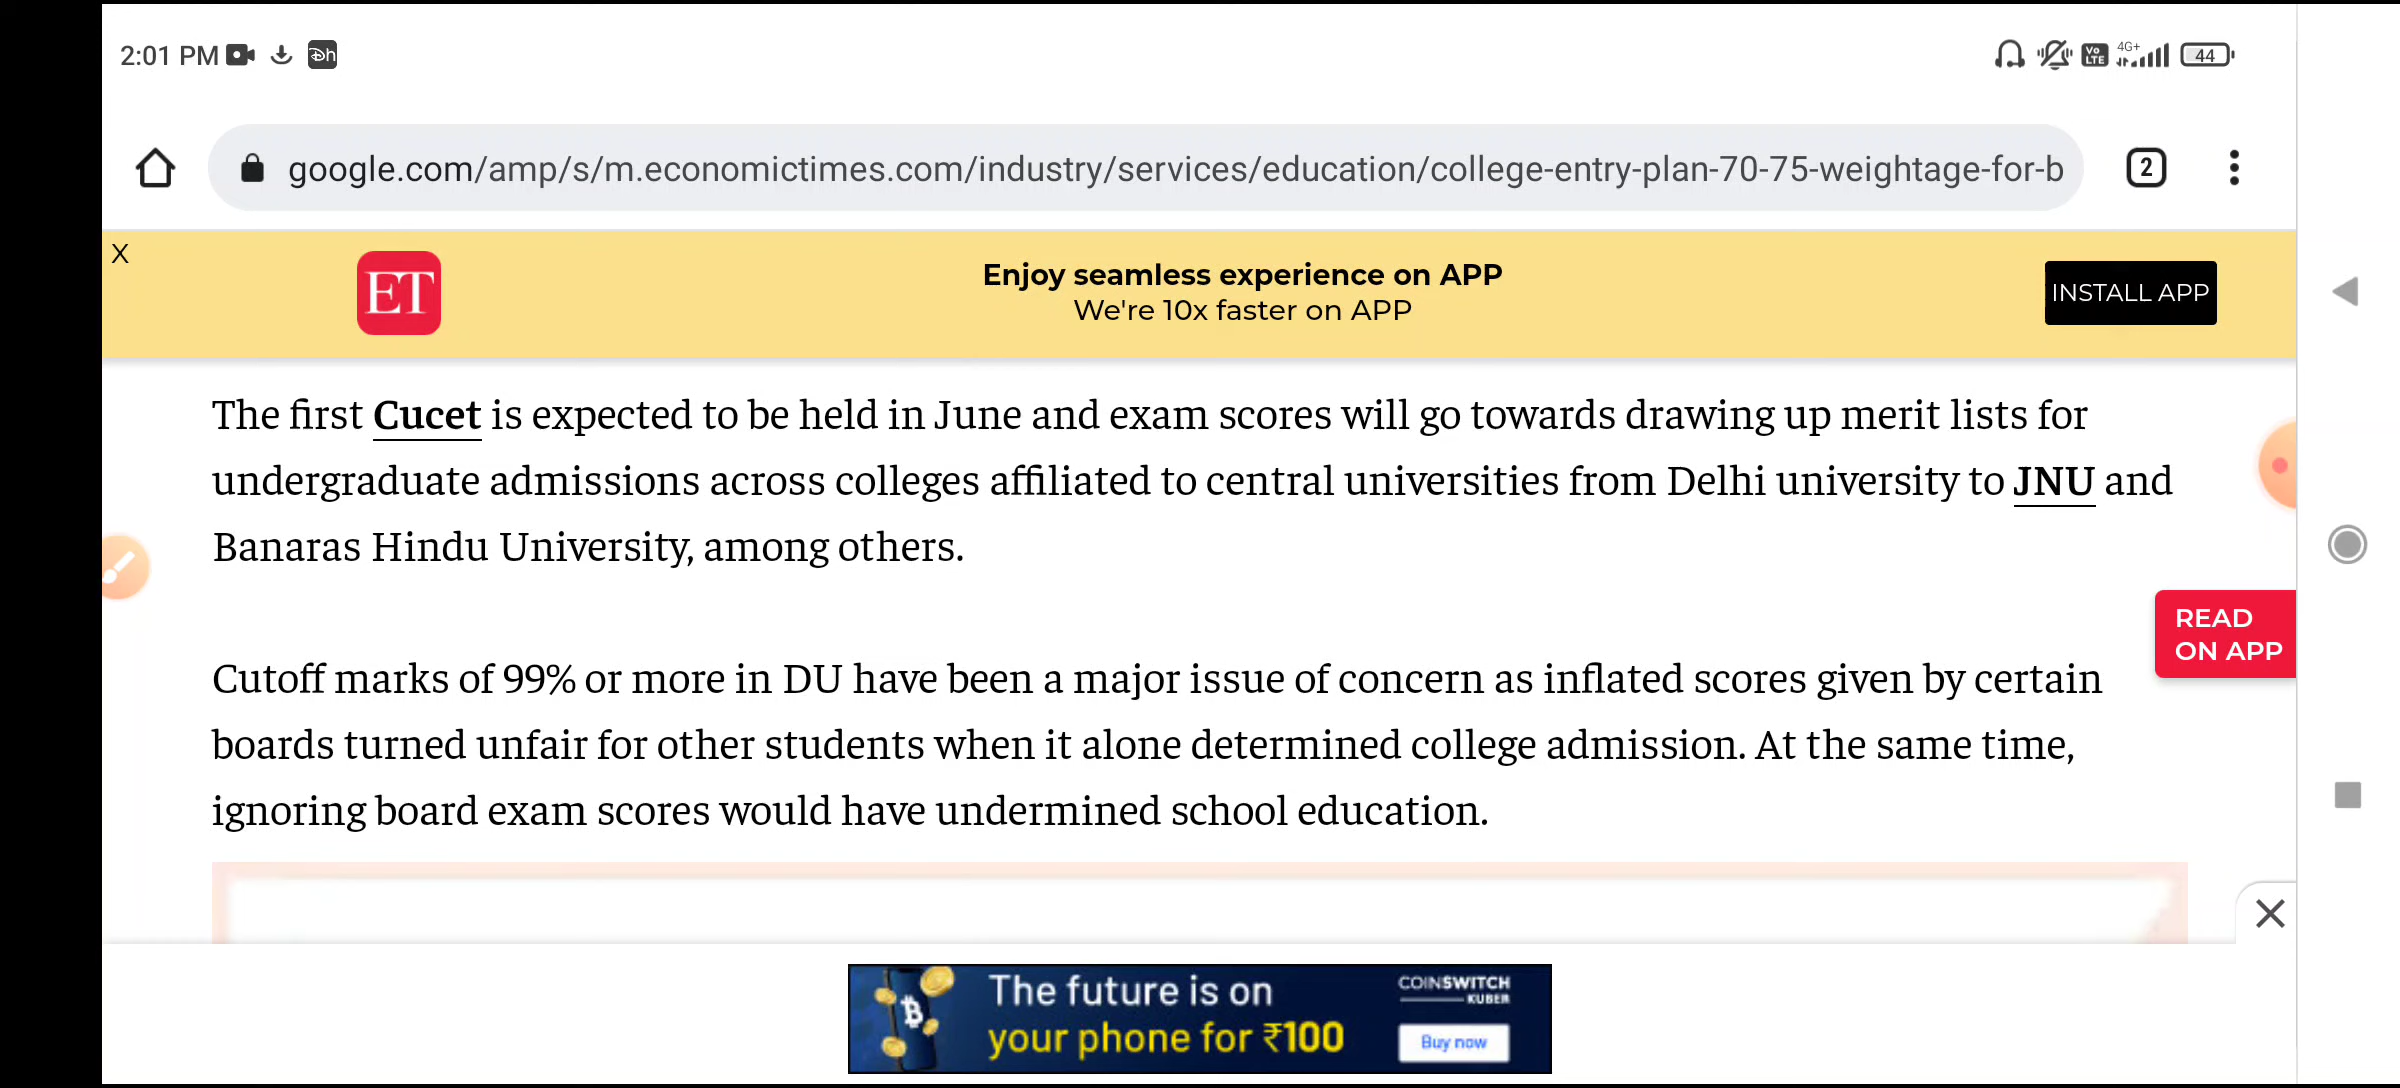 2:01 PM
Dh
Vo LTE
4G+
44
google.com/amp/s/m.economictimes.com/industry/services/education/college-entry-plan-70-75-weightage-for-b
2
X
ET
Enjoy seamless experience on APP
We're 10x faster on APP
INSTALL APP
The first Cucet is expected to be held in June and exam scores will go towards drawing up merit lists for
undergraduate admissions across colleges affiliated to central universities from Delhi university to JNU and
Banaras Hindu University, among others.
READ
ON APP
Cutoff marks of 99% or more in DU have been a major issue of concern as inflated scores given by certain
boards turned unfair for other students when it alone determined college admission. At the same time,
ignoring board exam scores would have undermined school education.
The future is on
your phone for ₹100
COINSWITCH
KUBER
Buy now